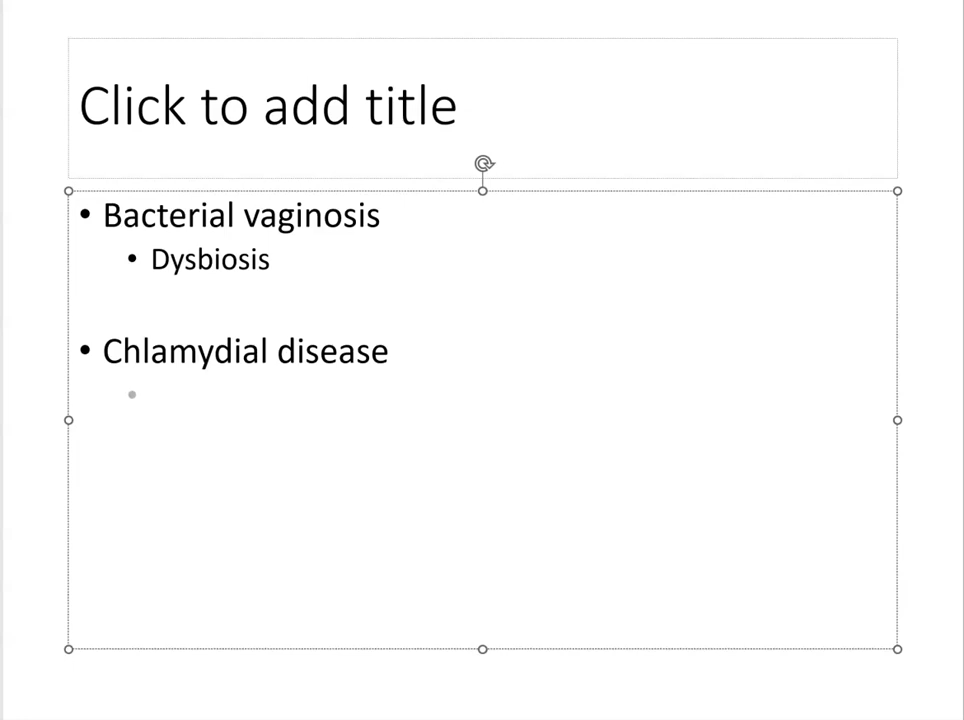 Click to add title
• Bacterial vaginosis
• Dysbiosis
• Chlamydial disease
•